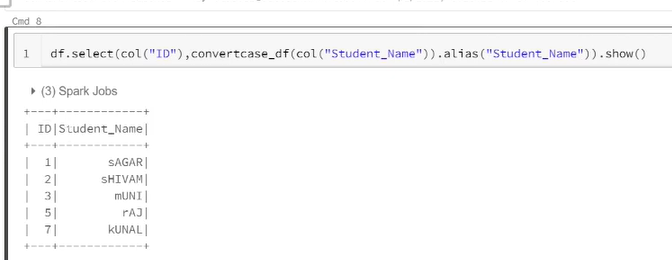 Cmd 8
1 df.select(col("ID"),convertcase_df(col("Student_Name")).alias("Student_Name")).show()
(3) Spark Jobs
+---+------------+
| ID|Student_Name|
+---+------------+
|  1|       sAGAR|
|  2|      sHIVAM|
|  3|        mUNI|
|  5|         rAJ|
|  7|       kUNAL|
+---+------------+